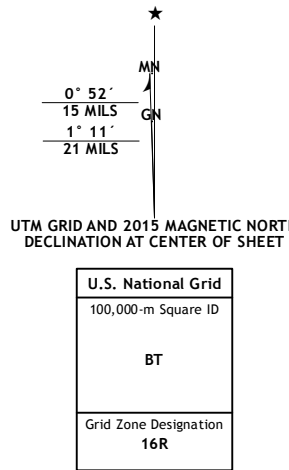 ★
MN
0° 52´
15 MILS
GN
1° 11´
21 MILS
UTM GRID AND 2015 MAGNETIC NORT
DECLINATION AT CENTER OF SHEET
U.S. National Grid
100,000-m Square ID
BT
Grid Zone Designation
16R